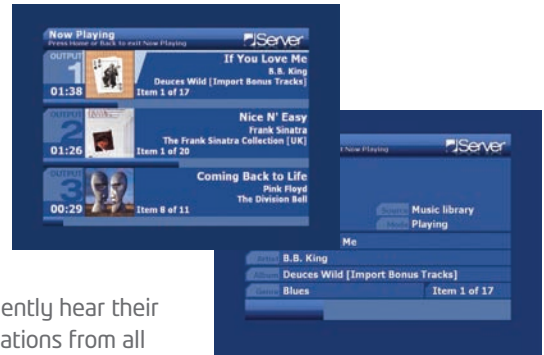 Now Playing
Press Home or Back to exit Now Playing
JServer
OUTPUT
1
01:38
If You Love Me
B.B. King
Deuces Wild [Import Bonus Tracks]
Item 1 of 17
OUTPUT
2
01:26
Nice N' Easy
Frank Sinatra
The Frank Sinatra Collection [UK]
Item 1 of 20
OUTPUT
3
00:29
Coming Back to Life
Pink Floyd
The Division Bell
Item 8 of 11
Now Playing
JServer
Source Music library
Mode Playing
Me
Artist B.B. King
Album Deuces Wild [Import Bonus Tracks]
Genre Blues
Item 1 of 17
ently hear their
ations from all